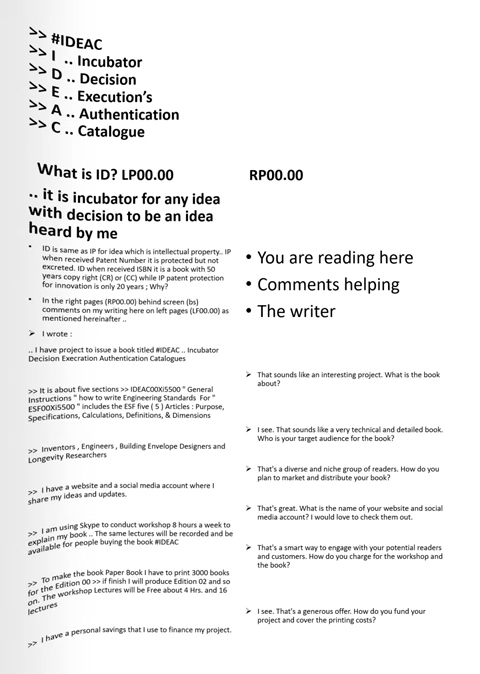 >> #IDEAC
>> I .. Incubator
>> D .. Decision
>> E .. Execution's
>> A .. Authentication
>> C .. Catalogue
What is ID? LP00.00
.. it is incubator for any idea
with decision to be an idea
heard by me
• ID is same as IP for idea which is intellectual property.. IP
when received Patent Number it is protected but not
excreted. ID when received ISBN it is a book with 50
years copy right (CR) or (CC) while IP patent protection
for innovation is only 20 years ; Why?
• In the right pages (RP00.00) behind screen (bs)
comments on my writing here on left pages (LF00.00) as
mentioned hereinafter ..
➢ I wrote :
.. I have project to issue a book titled #IDEAC .. Incubator
Decision Execration Authentication Catalogues
>> It is about five sections >> IDEAC00Xi5500 " General
Instructions " how to write Engineering Standards For "
ESF00Xi5500 " includes the ESF five ( 5 ) Articles : Purpose,
Specifications, Calculations, Definitions, & Dimensions
>> Inventors , Engineers , Building Envelope Designers and
Longevity Researchers
>> I have a website and a social media account where I
share my ideas and updates.
>> I am using Skype to conduct workshop 8 hours a week to
explain my book .. The same lectures will be recorded and be
available for people buying the book #IDEAC
>> To make the book Paper Book I have to print 3000 books
for the Edition 00 >> if finish I will produce Edition 02 and so
on. The workshop Lectures will be Free about 4 Hrs. and 16
lectures
>> I have a personal savings that I use to finance my project.
RP00.00
• You are reading here
• Comments helping
• The writer
➢ That sounds like an interesting project. What is the book
about?
➢ I see. That sounds like a very technical and detailed book.
Who is your target audience for the book?
➢ That's a diverse and niche group of readers. How do you
plan to market and distribute your book?
➢ That's great. What is the name of your website and social
media account? I would love to check them out.
➢ That's a smart way to engage with your potential readers
and customers. How do you charge for the workshop and
the book?
➢ I see. That's a generous offer. How do you fund your
project and cover the printing costs?